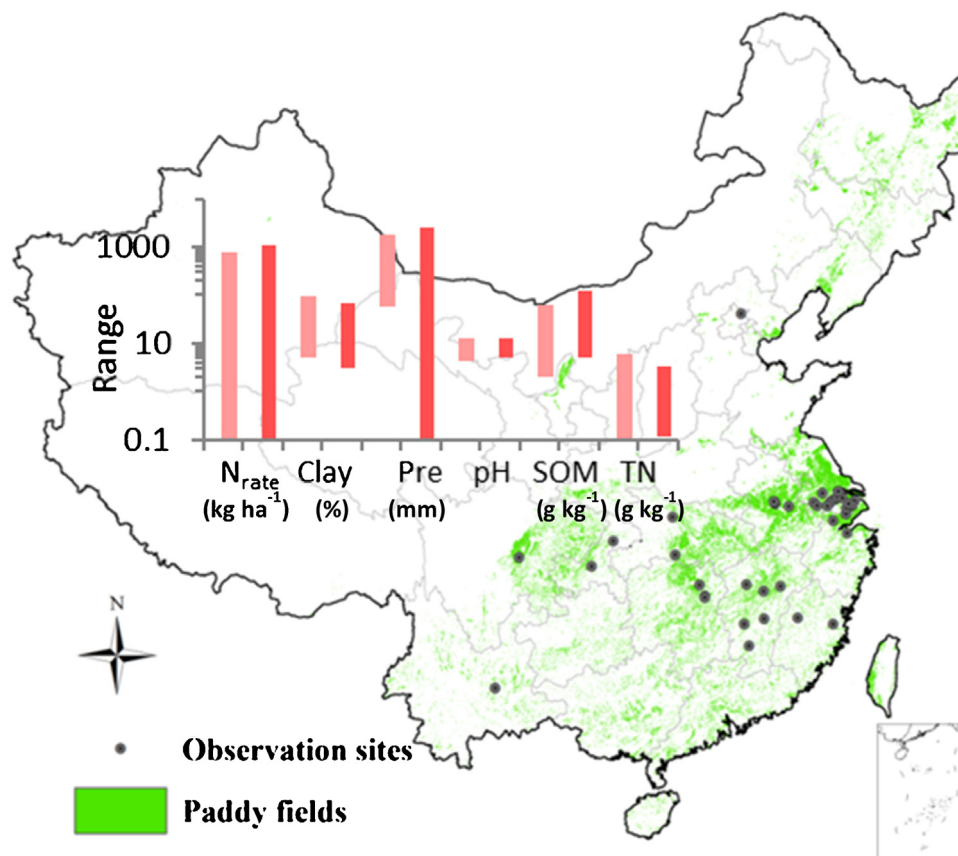 1000
10
0.1
Range
N_rate Clay Pre pH SOM TN
(kg ha⁻¹) (%) (mm) (g kg⁻¹) (g kg⁻¹)
N
Observation sites
Paddy fields